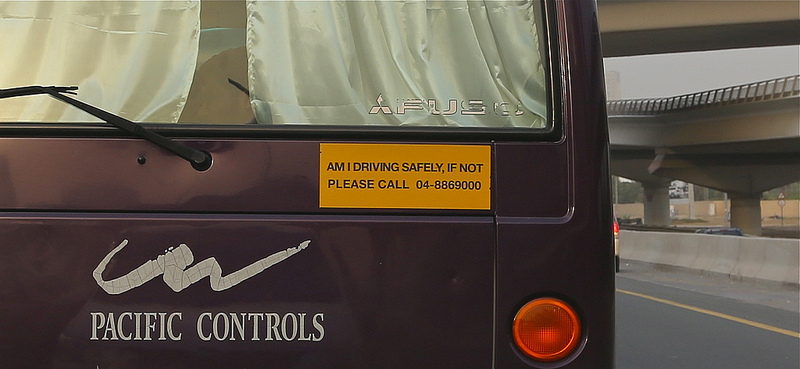 FUSO
AM I DRIVING SAFELY, IF NOT
PLEASE CALL 04-8869000
PACIFIC CONTROLS